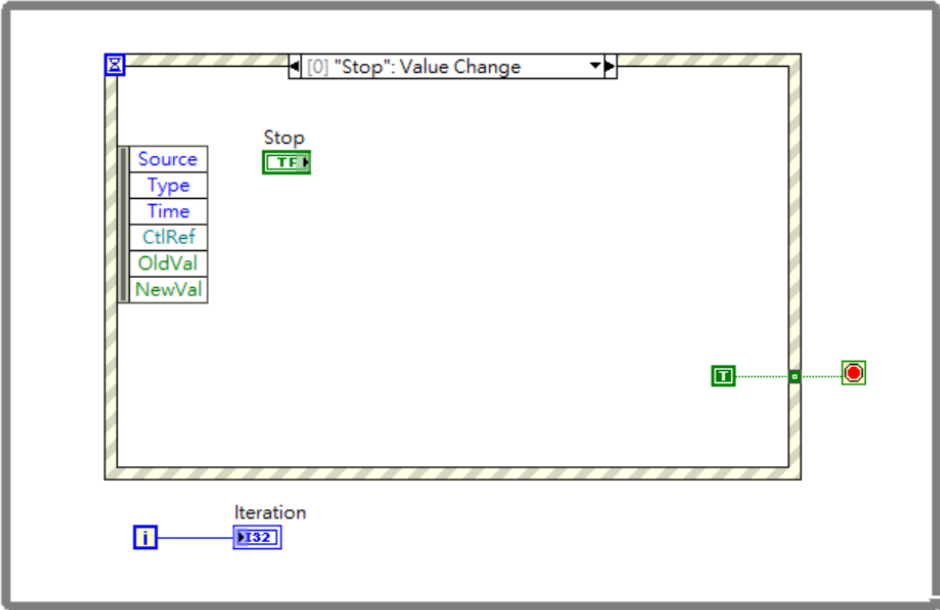 [0] "Stop": Value Change
Stop
TF
Source
Type
Time
CtlRef
OldVal
NewVal
T
Iteration
i
I32